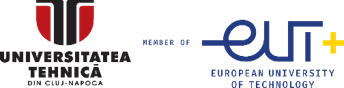 UNIVERSITATEA
TEHNICĂ
DIN CLUJ-NAPOCA
MEMBER OF
eut+
EUROPEAN UNIVERSITY
OF TECHNOLOGY